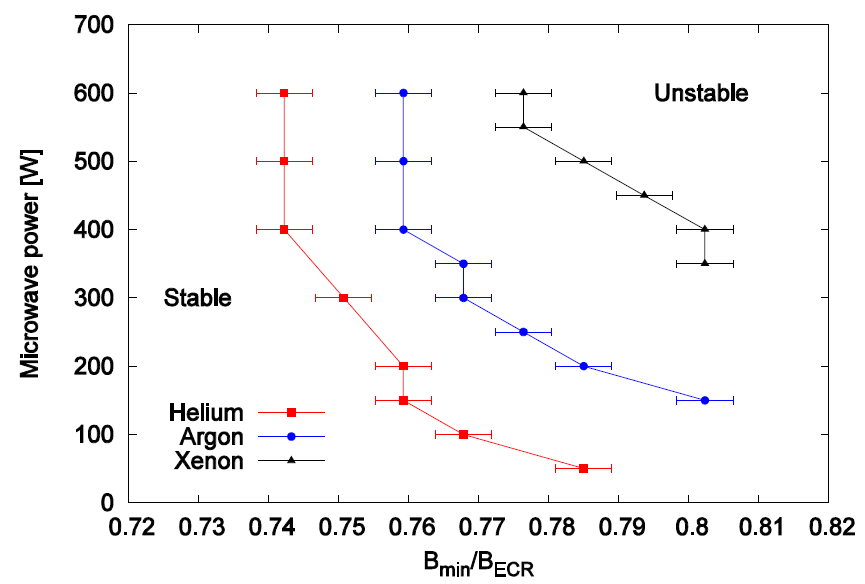 700
600
500
400
300
200
100
0
Microwave power [W]
Unstable
Stable
Helium
Argon
Xenon
0.72 0.73 0.74 0.75 0.76 0.77 0.78 0.79 0.8 0.81 0.82
Bmin/BECR